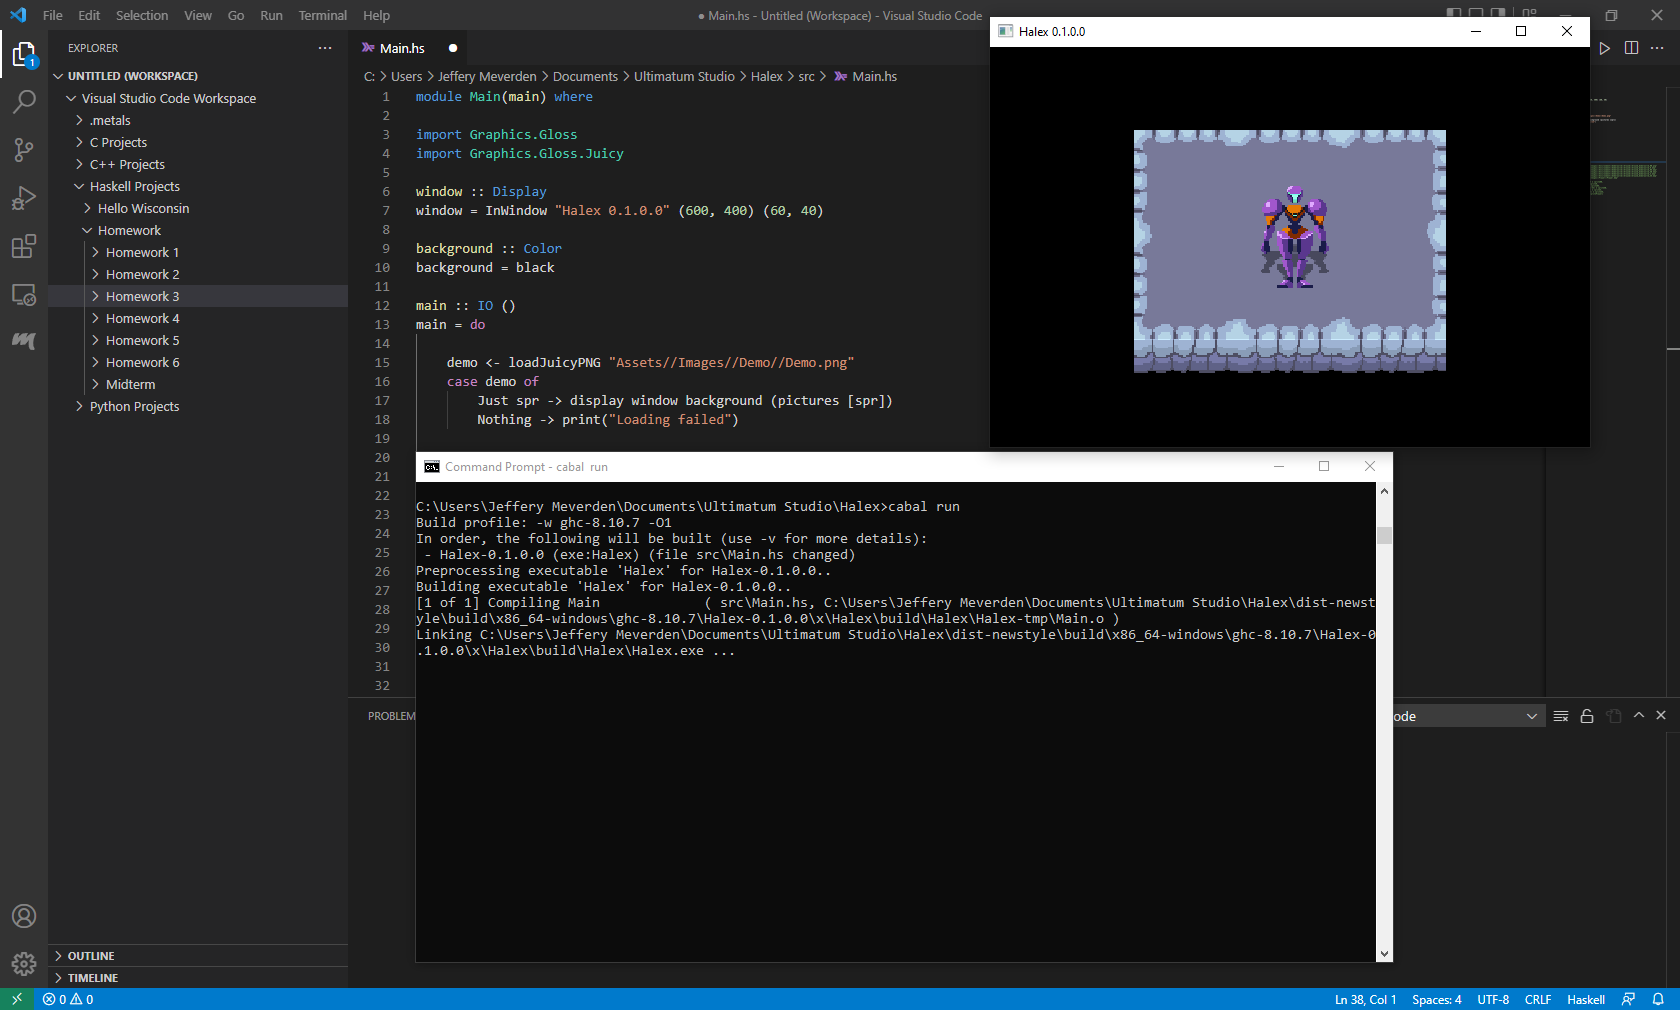 File Edit Selection View Go Run Terminal Help
● Main.hs - Untitled (Workspace) - Visual Studio Code
EXPLORER
1
UNTITLED (WORKSPACE)
Visual Studio Code Workspace
.metals
C Projects
C++ Projects
Haskell Projects
Hello Wisconsin
Homework
Homework 1
Homework 2
Homework 3
Homework 4
Homework 5
Homework 6
Midterm
Python Projects
OUTLINE
TIMELINE
Main.hs
C: > Users > Jeffery Meverden > Documents > Ultimatum Studio > Halex > src > Main.hs
1 module Main(main) where
2
3 import Graphics.Gloss
4 import Graphics.Gloss.Juicy
5
6 window :: Display
7 window = InWindow "Halex 0.1.0.0" (600, 400) (60, 40)
8
9 background :: Color
10 background = black
11
12 main :: IO ()
13 main = do
14
15 demo <- loadJuicyPNG "Assets//Images//Demo//Demo.png"
16 case demo of
17 Just spr -> display window background (pictures [spr])
18 Nothing -> print("Loading failed")
19
20
21
22
23
24
25
26
27
28
29
30
31
32
Halex 0.1.0.0
Command Prompt - cabal run
C:\Users\Jeffery Meverden\Documents\Ultimatum Studio\Halex>cabal run
Build profile: -w ghc-8.10.7 -O1
In order, the following will be built (use -v for more details):
- Halex-0.1.0.0 (exe:Halex) (file src\Main.hs changed)
Preprocessing executable 'Halex' for Halex-0.1.0.0..
Building executable 'Halex' for Halex-0.1.0.0..
[1 of 1] Compiling Main ( src\Main.hs, C:\Users\Jeffery Meverden\Documents\Ultimatum Studio\Halex\dist-newst
yle\build\x86_64-windows\ghc-8.10.7\Halex-0.1.0.0\x\Halex\build\Halex\Halex-tmp\Main.o )
Linking C:\Users\Jeffery Meverden\Documents\Ultimatum Studio\Halex\dist-newstyle\build\x86_64-windows\ghc-8.10.7\Halex-0
.1.0.0\x\Halex\build\Halex\Halex.exe ...
PROBLEM
ode
0 0
Ln 38, Col 1 Spaces: 4 UTF-8 CRLF Haskell